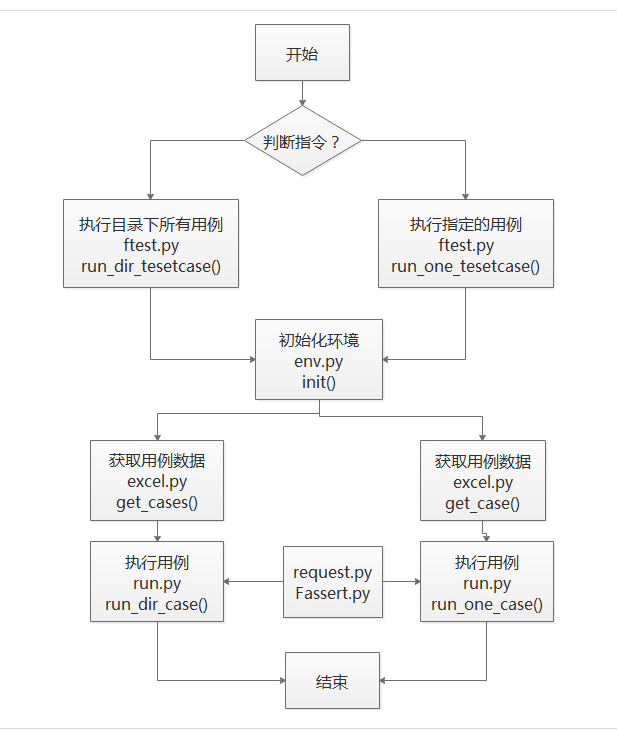 开始
判断指令？
执行目录下所有用例
ftest.py
run_dir_tesetcase()
执行指定的用例
ftest.py
run_one_tesetcase()
初始化环境
env.py
init()
获取用例数据
excel.py
get_cases()
获取用例数据
excel.py
get_case()
执行用例
run.py
run_dir_case()
request.py
Fassert.py
执行用例
run.py
run_one_case()
结束